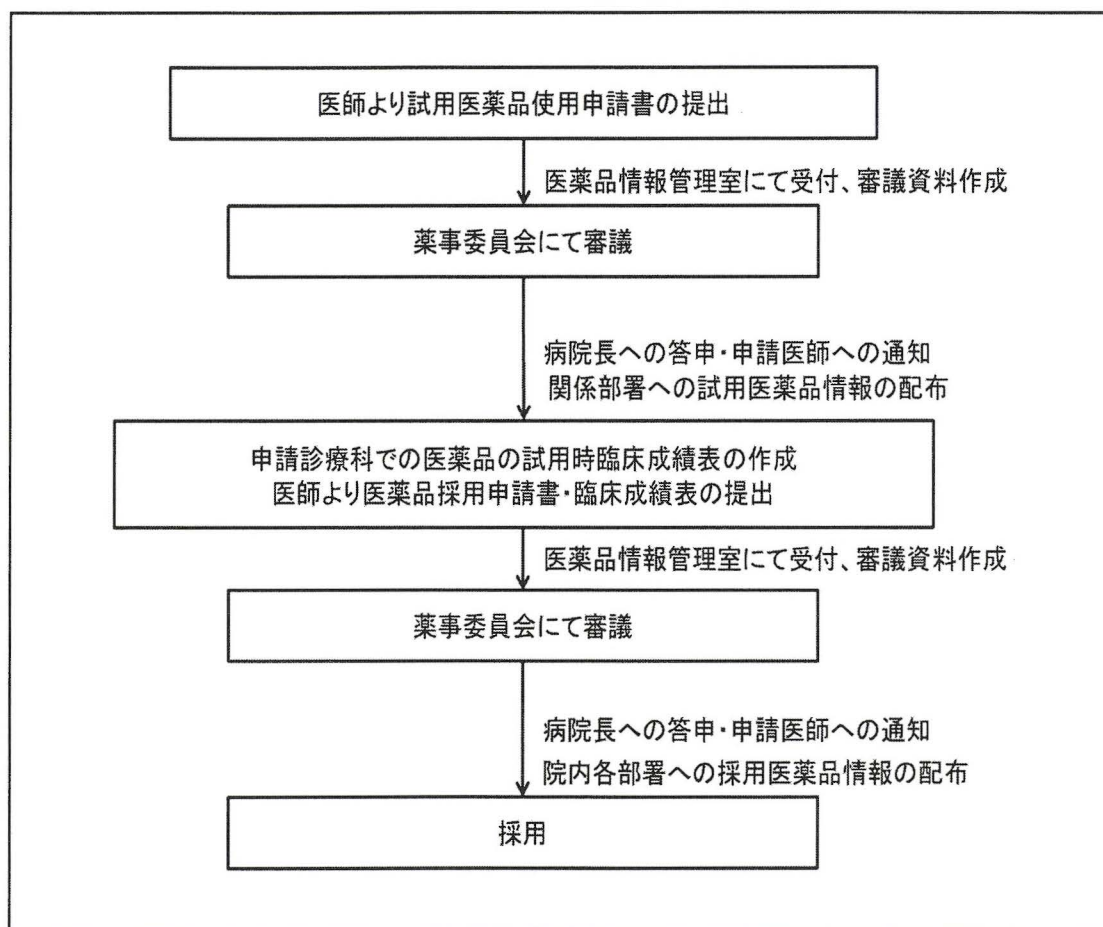 医師より試用医薬品使用申請書の提出
医薬品情報管理室にて受付、審議資料作成
薬事委員会にて審議
病院長への答申・申請医師への通知
関係部署への試用医薬品情報の配布
申請診療科での医薬品の試用時臨床成績表の作成
医師より医薬品採用申請書・臨床成績表の提出
医薬品情報管理室にて受付、審議資料作成
薬事委員会にて審議
病院長への答申・申請医師への通知
院内各部署への採用医薬品情報の配布
採用